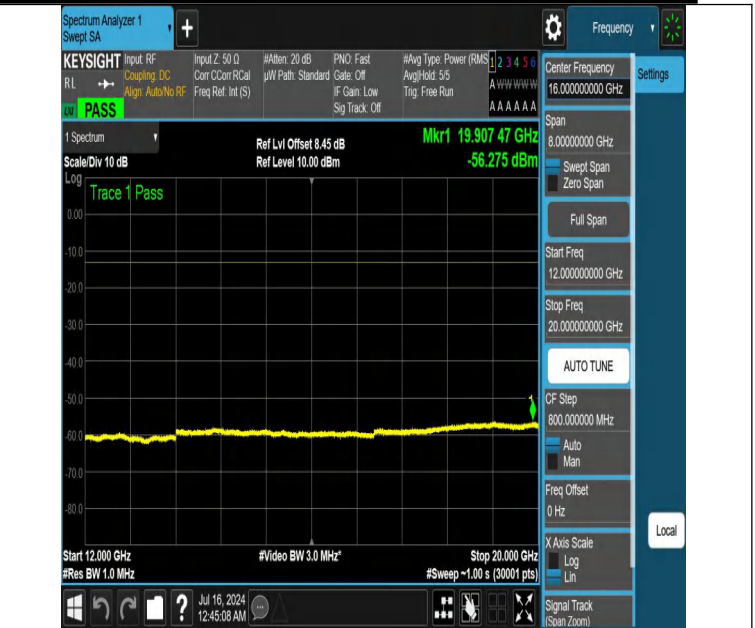 Spectrum Analyzer 1
Swept SA
+
Frequency
KEYSIGHT
RL
PASS
Input: RF
Coupling: DC
Align: Auto/No RF
Input Z: 50 Ω
Corr CCorr RCal
Freq Ref: Int (S)
#Atten: 20 dB
µW Path: Standard
PNO: Fast
Gate: Off
IF Gain: Low
Sig Track: Off
#Avg Type: Power (RMS
Avg|Hold: 5/5
Trig: Free Run
1 2 3 4 5 6
A W W W W W
A A A A A A
Center Frequency
16.000000000 GHz
Settings
Span
8.00000000 GHz
Swept Span
Zero Span
Full Span
Start Freq
12.000000000 GHz
Stop Freq
20.000000000 GHz
AUTO TUNE
CF Step
800.000000 MHz
Auto
Man
Freq Offset
0 Hz
X Axis Scale
Log
Lin
Local
Signal Track
(Span Zoom)
1 Spectrum
Scale/Div 10 dB
Ref Lvl Offset 8.45 dB
Ref Level 10.00 dBm
Mkr1 19.907 47 GHz
-56.275 dBm
Log
Trace 1 Pass
0.00
-10.0
-20.0
-30.0
-40.0
-50.0
-60.0
-70.0
-80.0
1
Start 12.000 GHz
#Res BW 1.0 MHz
#Video BW 3.0 MHz*
Stop 20.000 GHz
#Sweep ~1.00 s (30001 pts)
?
Jul 16, 2024
12:45:08 AM